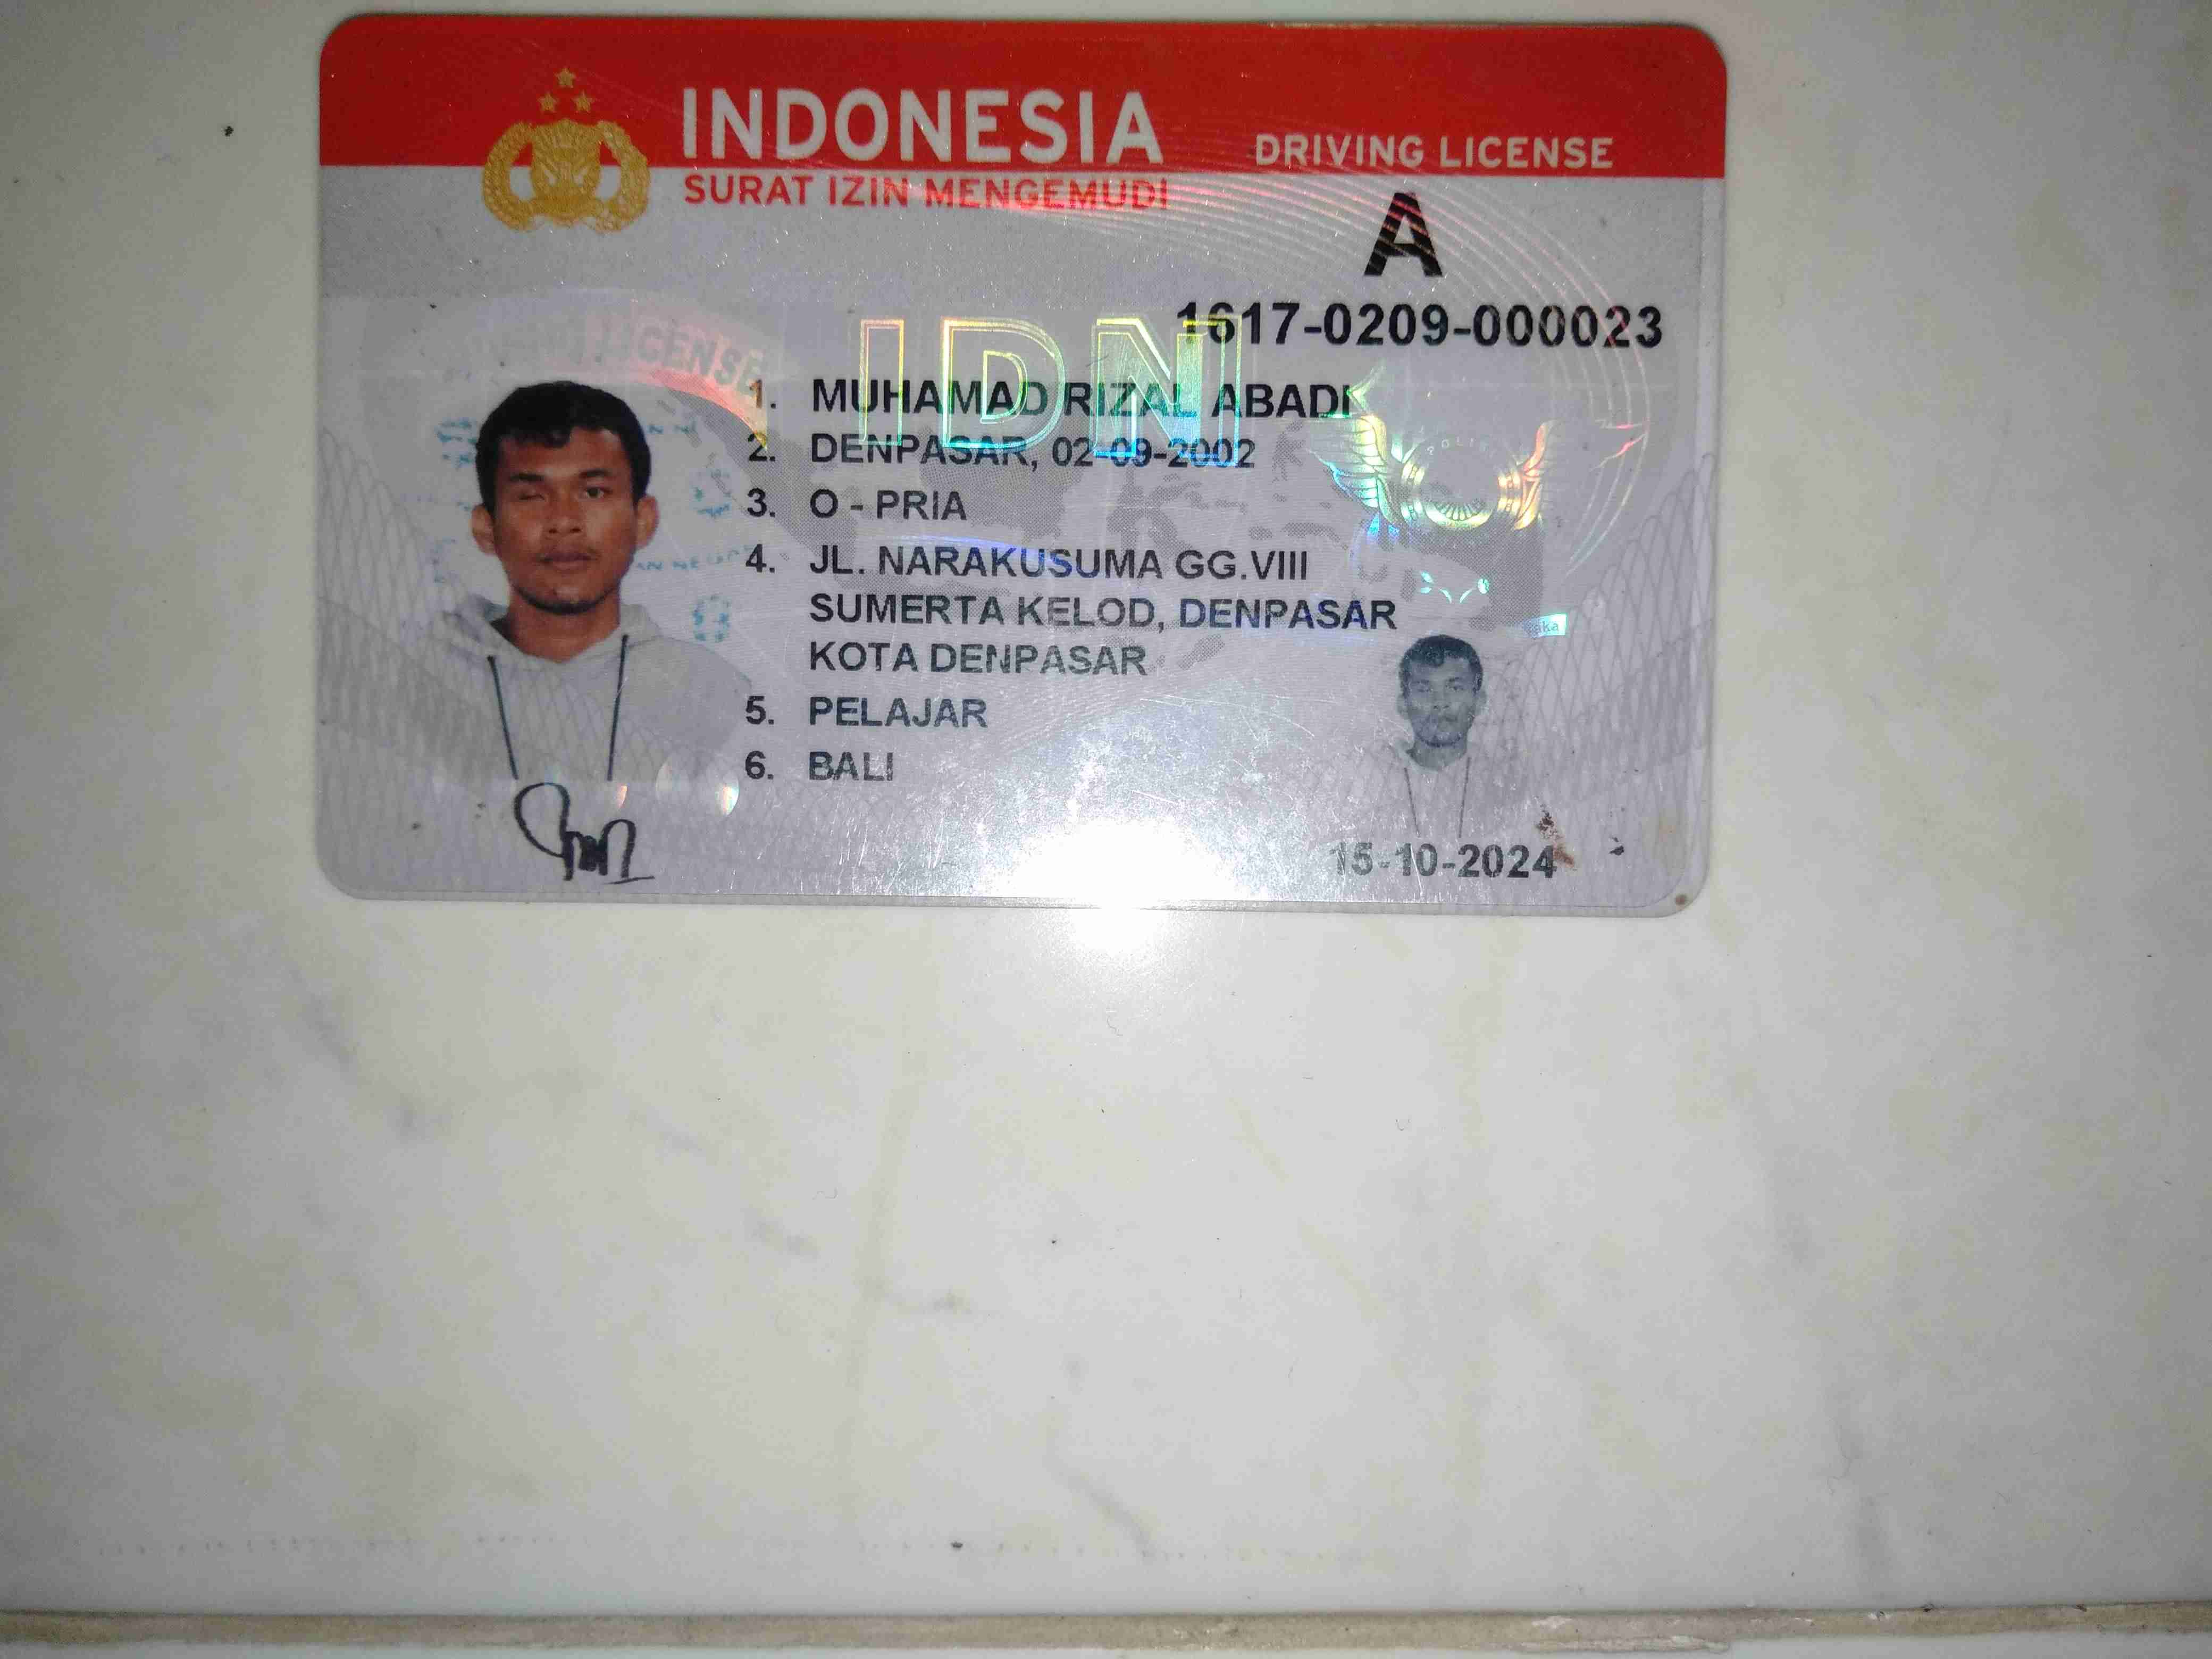 INDONESIA
DRIVING LICENSE
SURAT IZIN MENGEMUDI
A
1617-0209-000023
IDN
LICENSE
1. MUHAMAD RIZAL ABADI
2. DENPASAR, 02-09-2002
3. O - PRIA
4. JL. NARAKUSUMA GG.VIII
SUMERTA KELOD, DENPASAR
KOTA DENPASAR
5. PELAJAR
6. BALI
15-10-2024